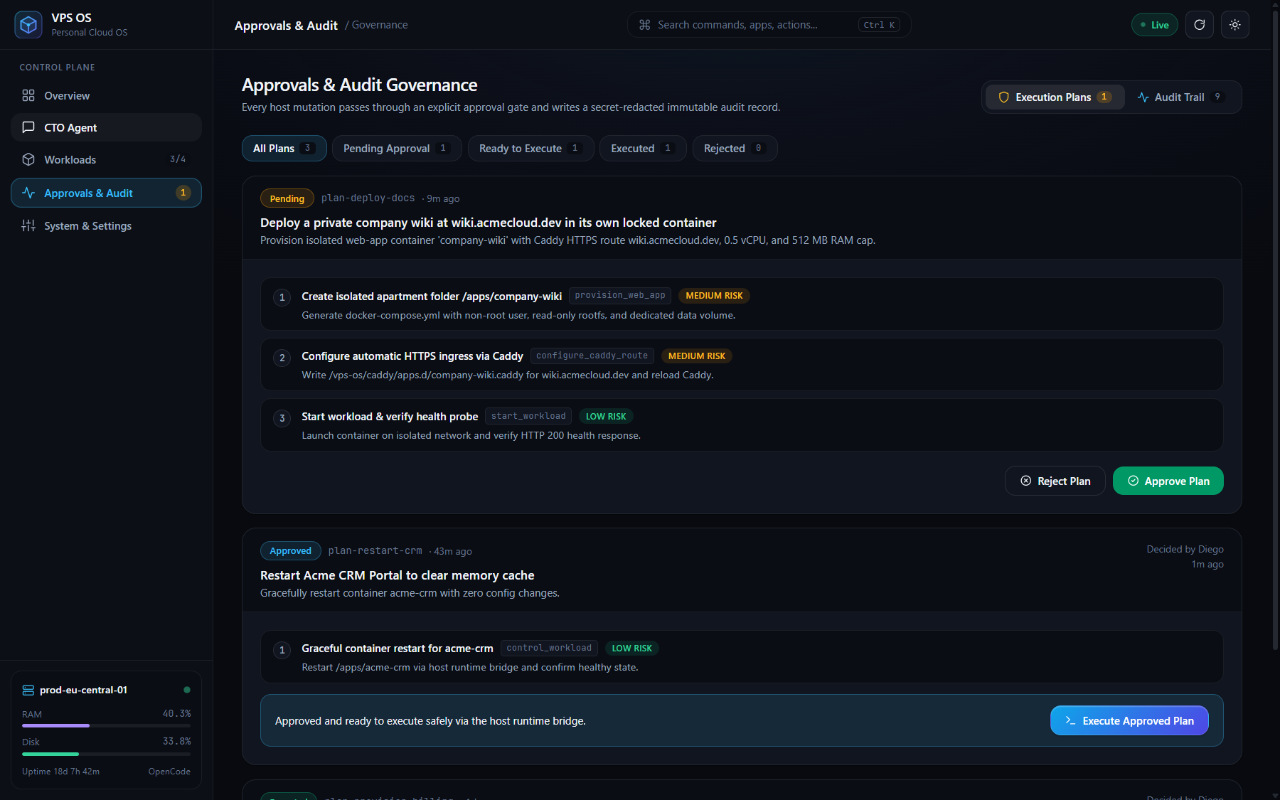 VPS OS
Personal Cloud OS
CONTROL PLANE
Overview
CTO Agent
Workloads 3/4
Approvals & Audit 1
System & Settings
prod-eu-central-01
RAM 40.3%
Disk 33.8%
Uptime 18d 7h 42m OpenCode
Approvals & Audit / Governance
Search commands, apps, actions... Ctrl K
Live
Approvals & Audit Governance
Every host mutation passes through an explicit approval gate and writes a secret-redacted immutable audit record.
Execution Plans 1 Audit Trail 9
All Plans 3 Pending Approval 1 Ready to Execute 1 Executed 1 Rejected 0
Pending plan-deploy-docs · 9m ago
Deploy a private company wiki at wiki.acmecloud.dev in its own locked container
Provision isolated web-app container 'company-wiki' with Caddy HTTPS route wiki.acmecloud.dev, 0.5 vCPU, and 512 MB RAM cap.
1 Create isolated apartment folder /apps/company-wiki provision_web_app MEDIUM RISK
Generate docker-compose.yml with non-root user, read-only rootfs, and dedicated data volume.
2 Configure automatic HTTPS ingress via Caddy configure_caddy_route MEDIUM RISK
Write /vps-os/caddy/apps.d/company-wiki.caddy for wiki.acmecloud.dev and reload Caddy.
3 Start workload & verify health probe start_workload LOW RISK
Launch container on isolated network and verify HTTP 200 health response.
Reject Plan Approve Plan
Approved plan-restart-crm · 43m ago Decided by Diego
1m ago
Restart Acme CRM Portal to clear memory cache
Gracefully restart container acme-crm with zero config changes.
1 Graceful container restart for acme-crm control_workload LOW RISK
Restart /apps/acme-crm via host runtime bridge and confirm healthy state.
Approved and ready to execute safely via the host runtime bridge. Execute Approved Plan